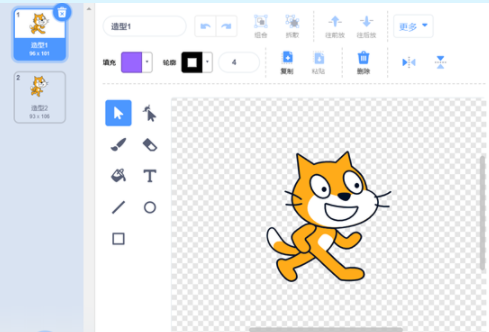 1
造型1
96 x 101
2
造型2
93 x 106
造型1
组合
拆散
往前放
往后放
更多
填充
轮廓
4
复制
粘贴
删除
T